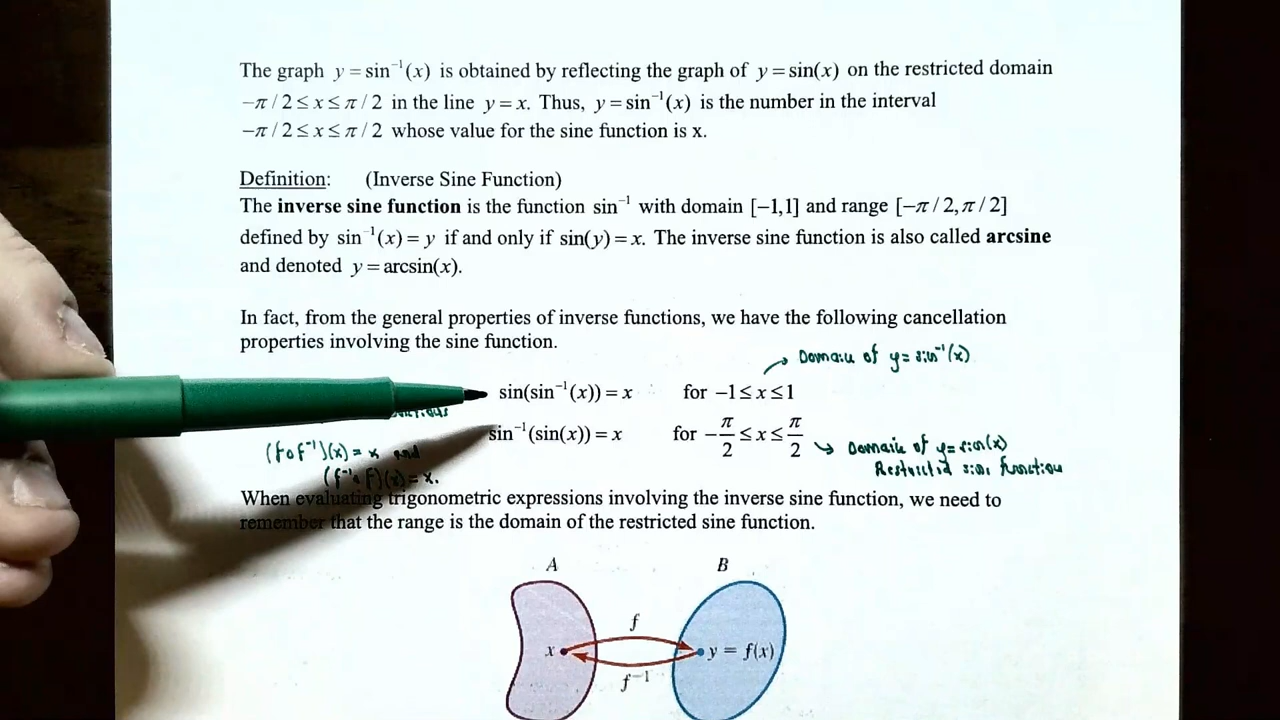 The graph y = sin⁻¹(x) is obtained by reflecting the graph of y = sin(x) on the restricted domain
−π / 2 ≤ x ≤ π / 2 in the line y = x. Thus, y = sin⁻¹(x) is the number in the interval
−π / 2 ≤ x ≤ π / 2 whose value for the sine function is x.
Definition: (Inverse Sine Function)
The inverse sine function is the function sin⁻¹ with domain [−1,1] and range [−π / 2, π / 2]
defined by sin⁻¹(x) = y if and only if sin(y) = x. The inverse sine function is also called arcsine
and denoted y = arcsin(x).
In fact, from the general properties of inverse functions, we have the following cancellation
properties involving the sine function.
Domain of y = sin⁻¹(x)
sin(sin⁻¹(x)) = x for −1 ≤ x ≤ 1
sin⁻¹(sin(x)) = x for −π/2 ≤ x ≤ π/2
Domain of y = sin(x)
Restricted sine function
(f∘f⁻¹)(x) = x and
(f⁻¹∘f)(x) = x.
When evaluating trigonometric expressions involving the inverse sine function, we need to
remember that the range is the domain of the restricted sine function.
A B
f
x y = f(x)
f⁻¹